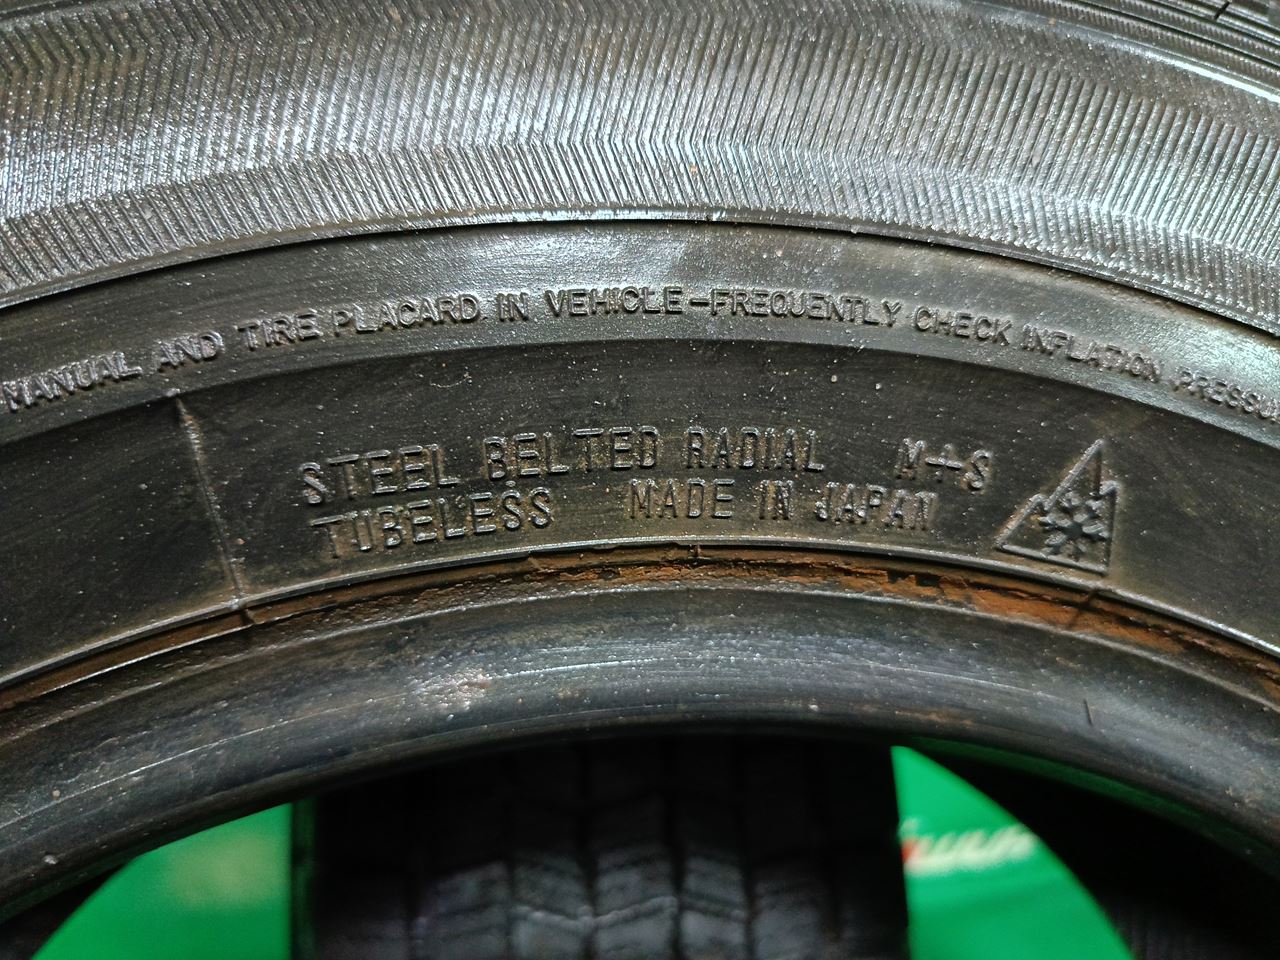 MANUAL AND TIRE PLACARD IN VEHICLE-FREQUENTLY CHECK INFLATION
STEEL BELTED RADIAL M+S
TUBELESS MADE IN JAPAN